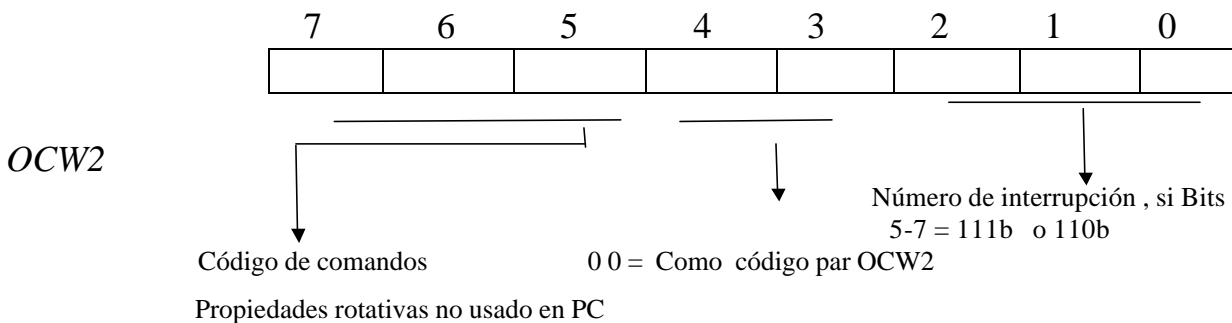 7 6 5 4 3 2 1 0
OCW2
Número de interrupción , si Bits
5-7 = 111b o 110b
Código de comandos 0 0 = Como código par OCW2
Propiedades rotativas no usado en PC